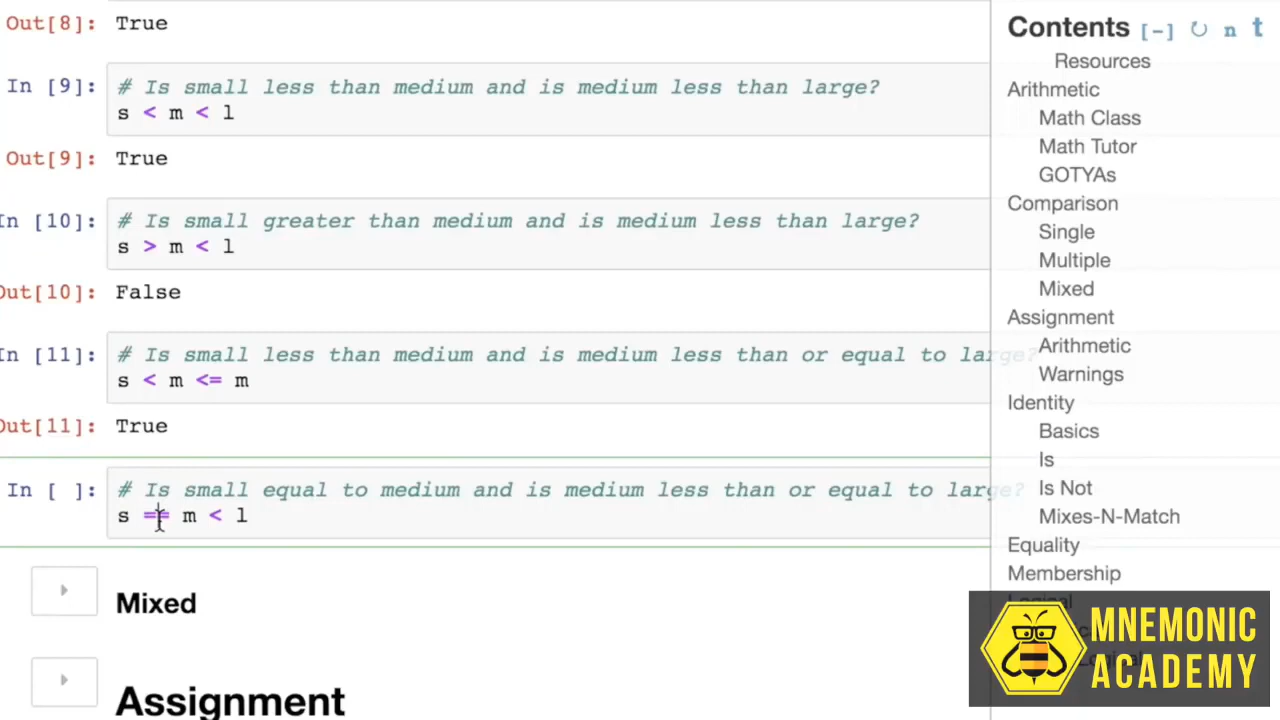 Out[8]: True
In [9]: # Is small less than medium and is medium less than large?
s < m < l
Out[9]: True
In [10]: # Is small greater than medium and is medium less than large?
s > m < l
Out[10]: False
In [11]: # Is small less than medium and is medium less than or equal to large?
s < m <= m
Out[11]: True
In [ ]: # Is small equal to medium and is medium less than or equal to large?
s == m < l
Mixed
Assignment
Contents [-] n t
Resources
Arithmetic
Math Class
Math Tutor
GOTYAs
Comparison
Single
Multiple
Mixed
Assignment
Arithmetic
Warnings
Identity
Basics
Is
Is Not
Mixes-N-Match
Equality
Membership
Logical
MNEMONIC
ACADEMY